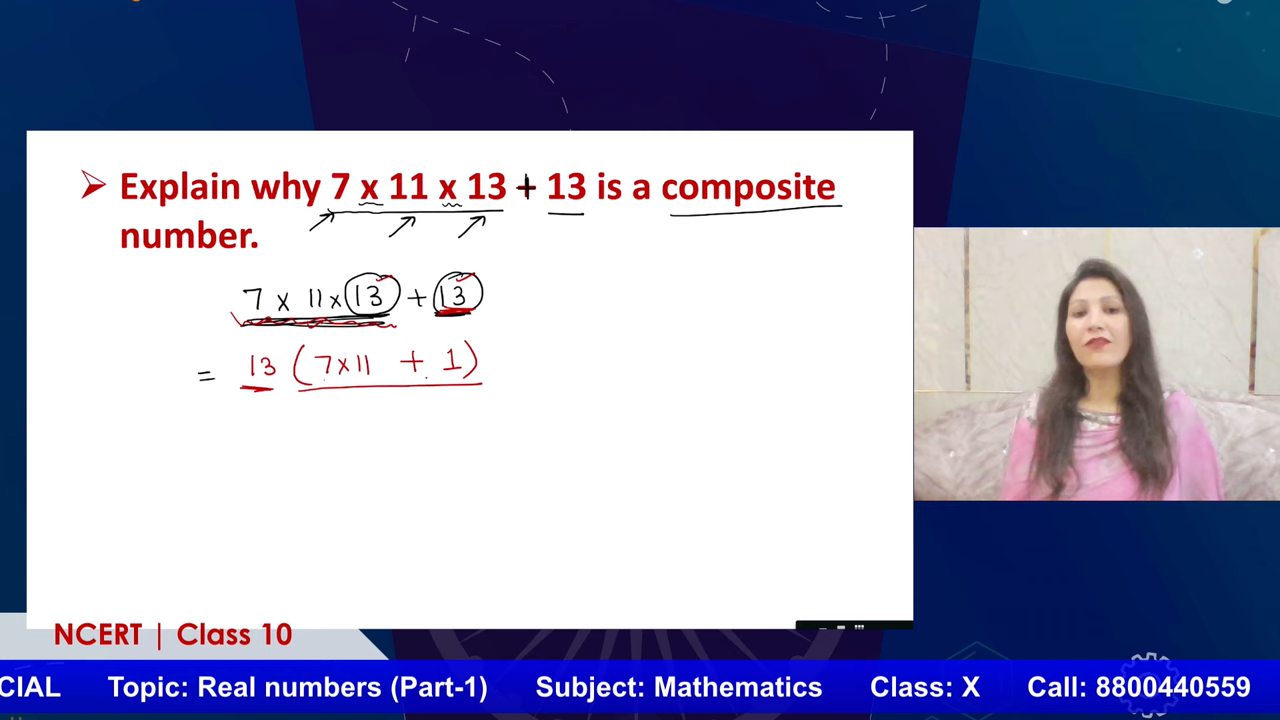 ➢ Explain why 7 x 11 x 13 + 13 is a composite
number.
7 x 11 x 13 + 13
= 13 (7x11 + 1)
NCERT | Class 10
CIAL Topic: Real numbers (Part-1) Subject: Mathematics Class: X Call: 8800440559